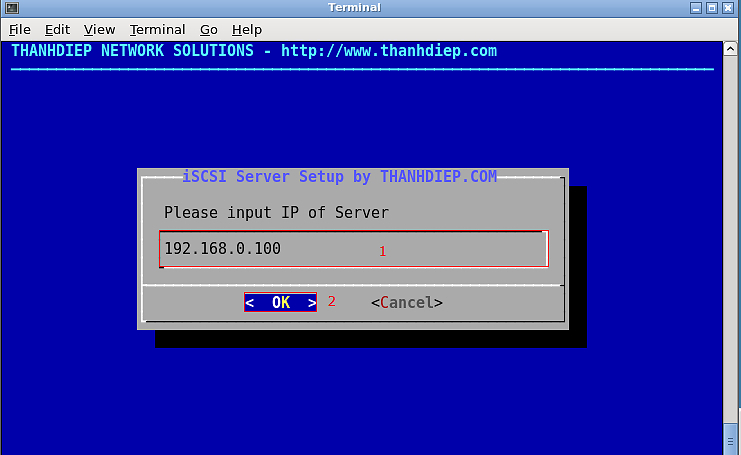 Terminal
File Edit View Terminal Go Help
THANHDIEP NETWORK SOLUTIONS - http://www.thanhdiep.com
iSCSI Server Setup by THANHDIEP.COM
Please input IP of Server
192.168.0.100 1
< OK > 2 <Cancel>